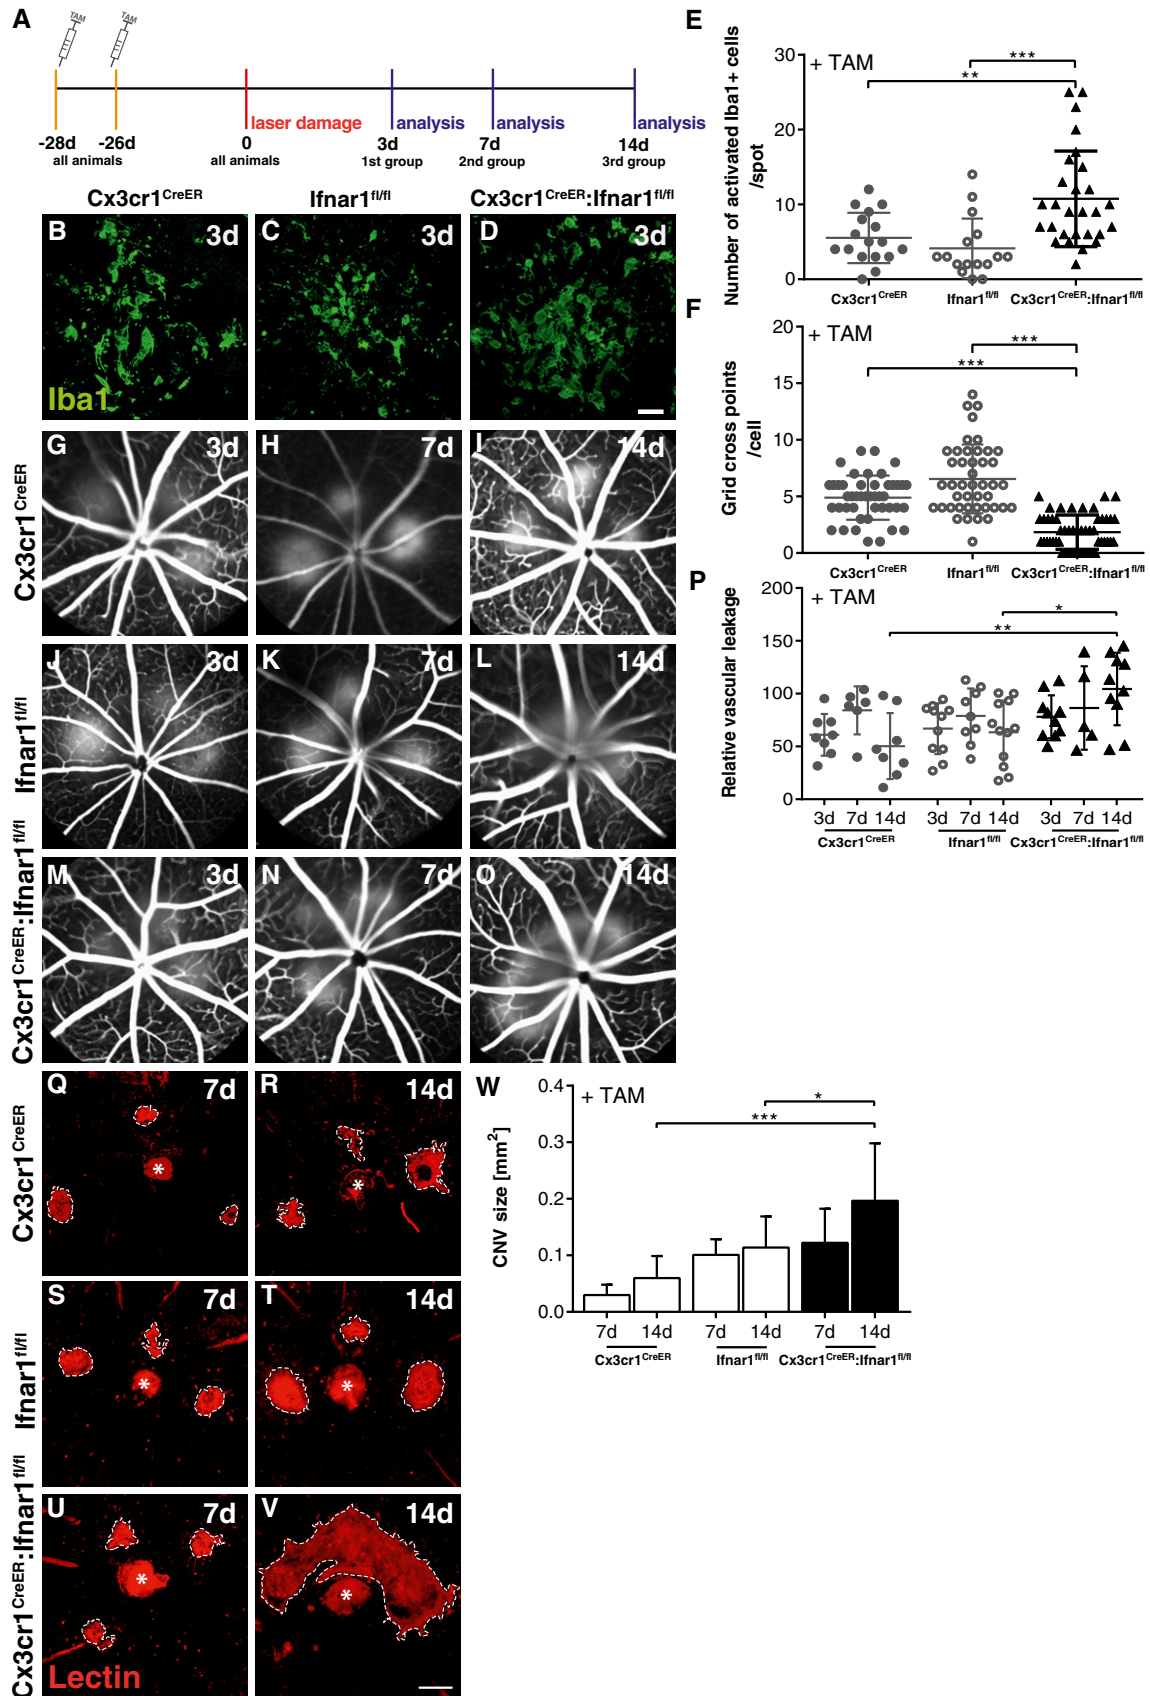 A
TAM
TAM
laser damage
analysis
analysis
analysis
-28d
-26d
0
3d
7d
14d
all animals
all animals
1st group
2nd group
3rd group
Cx3cr1CreER
Ifnar1fl/fl
Cx3cr1CreER:Ifnar1fl/fl
B
3d
Iba1
C
3d
D
3d
E
Number of activated Iba1+ cells
/spot
30
20
10
0
+ TAM
***
**
Cx3cr1CreER
Ifnar1fl/fl
Cx3cr1CreER:Ifnar1fl/fl
F
Grid cross points
/cell
20
15
10
5
0
+ TAM
***
***
Cx3cr1CreER
Ifnar1fl/fl
Cx3cr1CreER:Ifnar1fl/fl
Cx3cr1CreER
G
3d
H
7d
I
14d
Ifnar1fl/fl
J
3d
K
7d
L
14d
Cx3cr1CreER:Ifnar1fl/fl
M
3d
N
7d
O
14d
P
Relative vascular leakage
200
150
100
50
0
+ TAM
*
**
3d
7d
14d
3d
7d
14d
3d
7d
14d
Cx3cr1CreER
Ifnar1fl/fl
Cx3cr1CreER:Ifnar1fl/fl
Cx3cr1CreER
Q
7d
*
R
14d
*
Ifnar1fl/fl
S
7d
*
T
14d
*
Cx3cr1CreER:Ifnar1fl/fl
U
7d
*
Lectin
V
14d
*
W
CNV size [mm2]
0.4
0.3
0.2
0.1
0.0
+ TAM
*
***
7d
14d
7d
14d
7d
14d
Cx3cr1CreER
Ifnar1fl/fl
Cx3cr1CreER:Ifnar1fl/fl